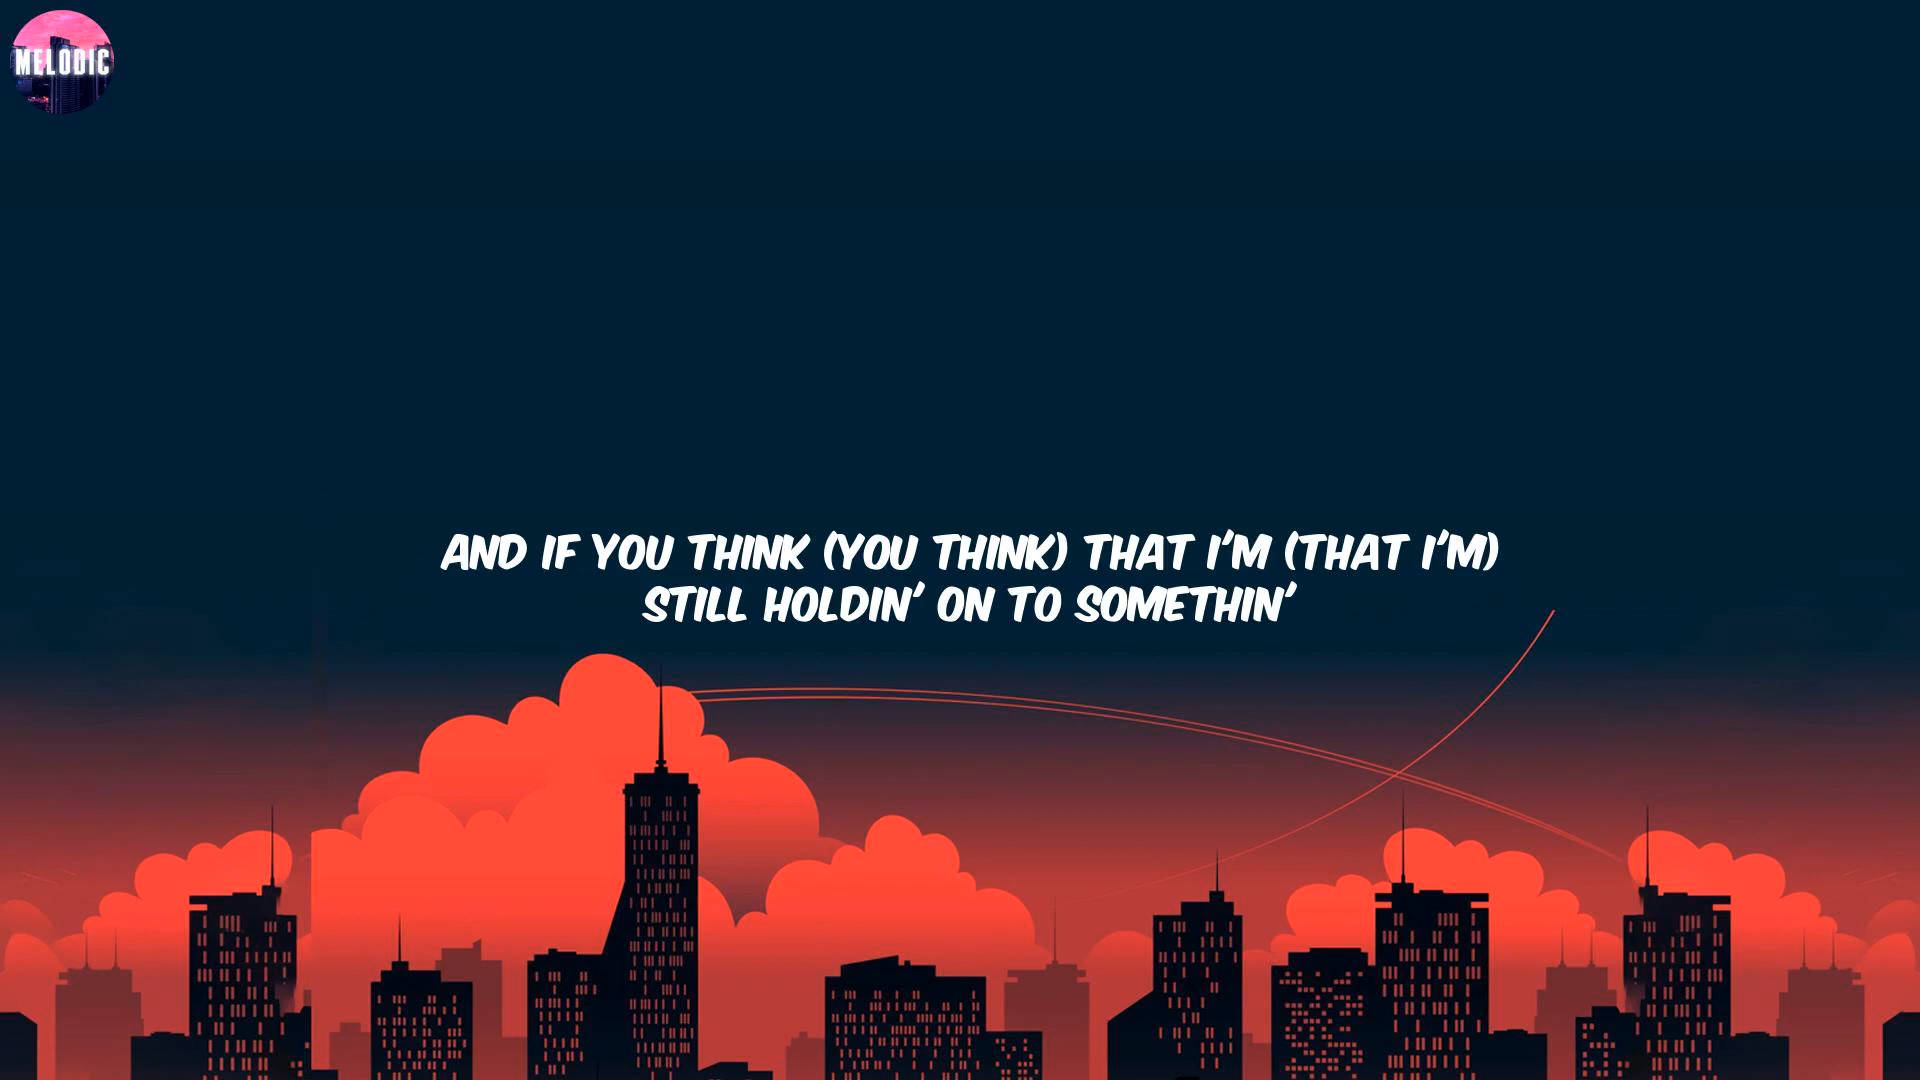 MELODIC
AND IF YOU THINK (YOU THINK) THAT I'M (THAT I'M)
STILL HOLDIN' ON TO SOMETHIN'